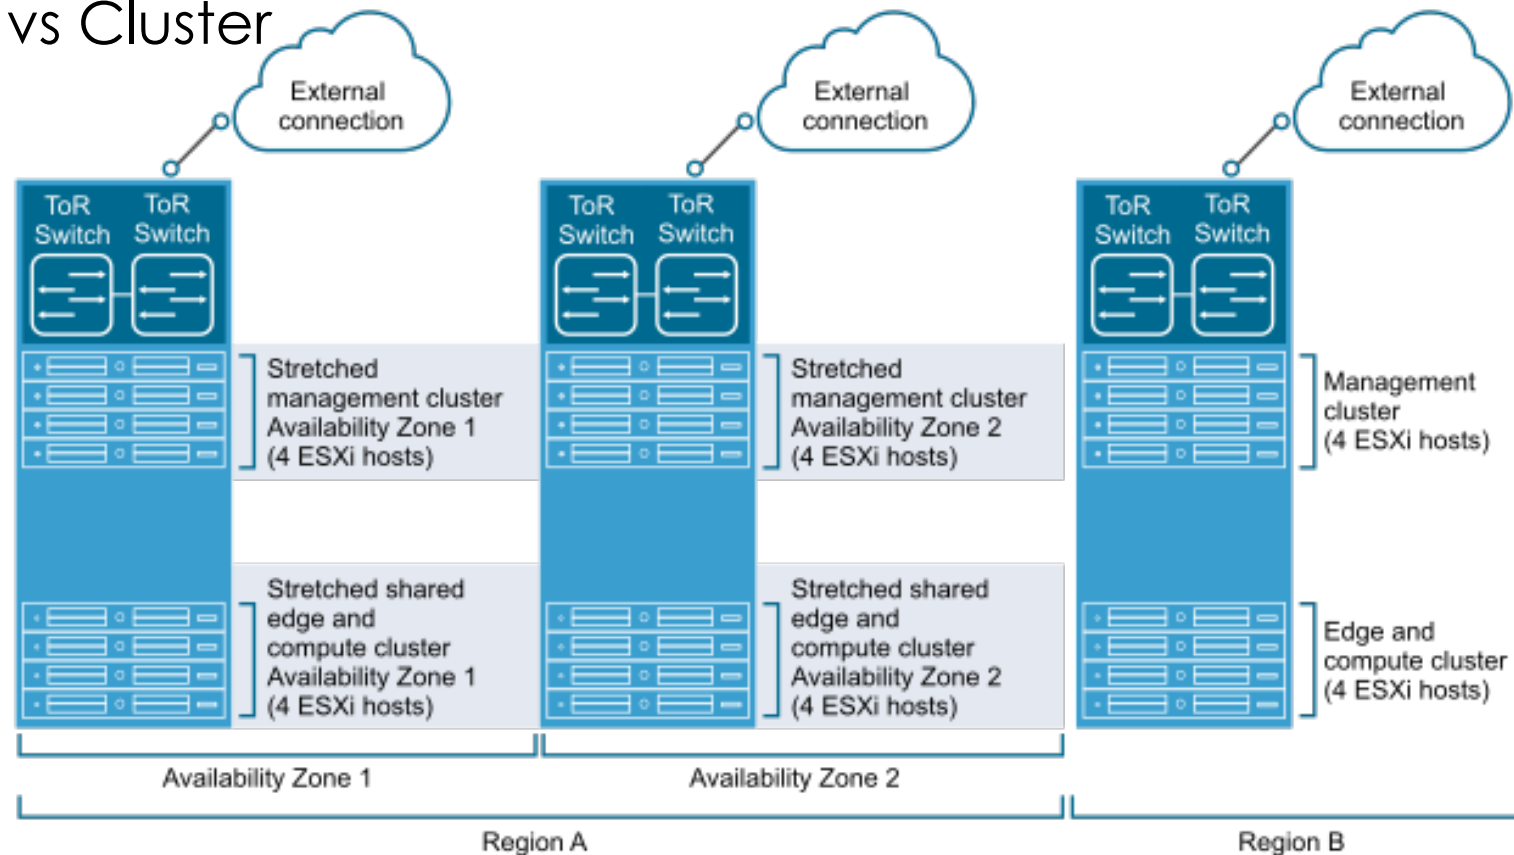 vs Cluster
External
connection
External
connection
External
connection
ToR
Switch
ToR
Switch
ToR
Switch
ToR
Switch
ToR
Switch
ToR
Switch
Stretched
management cluster
Availability Zone 1
(4 ESXi hosts)
Stretched
management cluster
Availability Zone 2
(4 ESXi hosts)
Management
cluster
(4 ESXi hosts)
Stretched shared
edge and
compute cluster
Availability Zone 1
(4 ESXi hosts)
Stretched shared
edge and
compute cluster
Availability Zone 2
(4 ESXi hosts)
Edge and
compute cluster
(4 ESXi hosts)
Availability Zone 1
Availability Zone 2
Region A
Region B